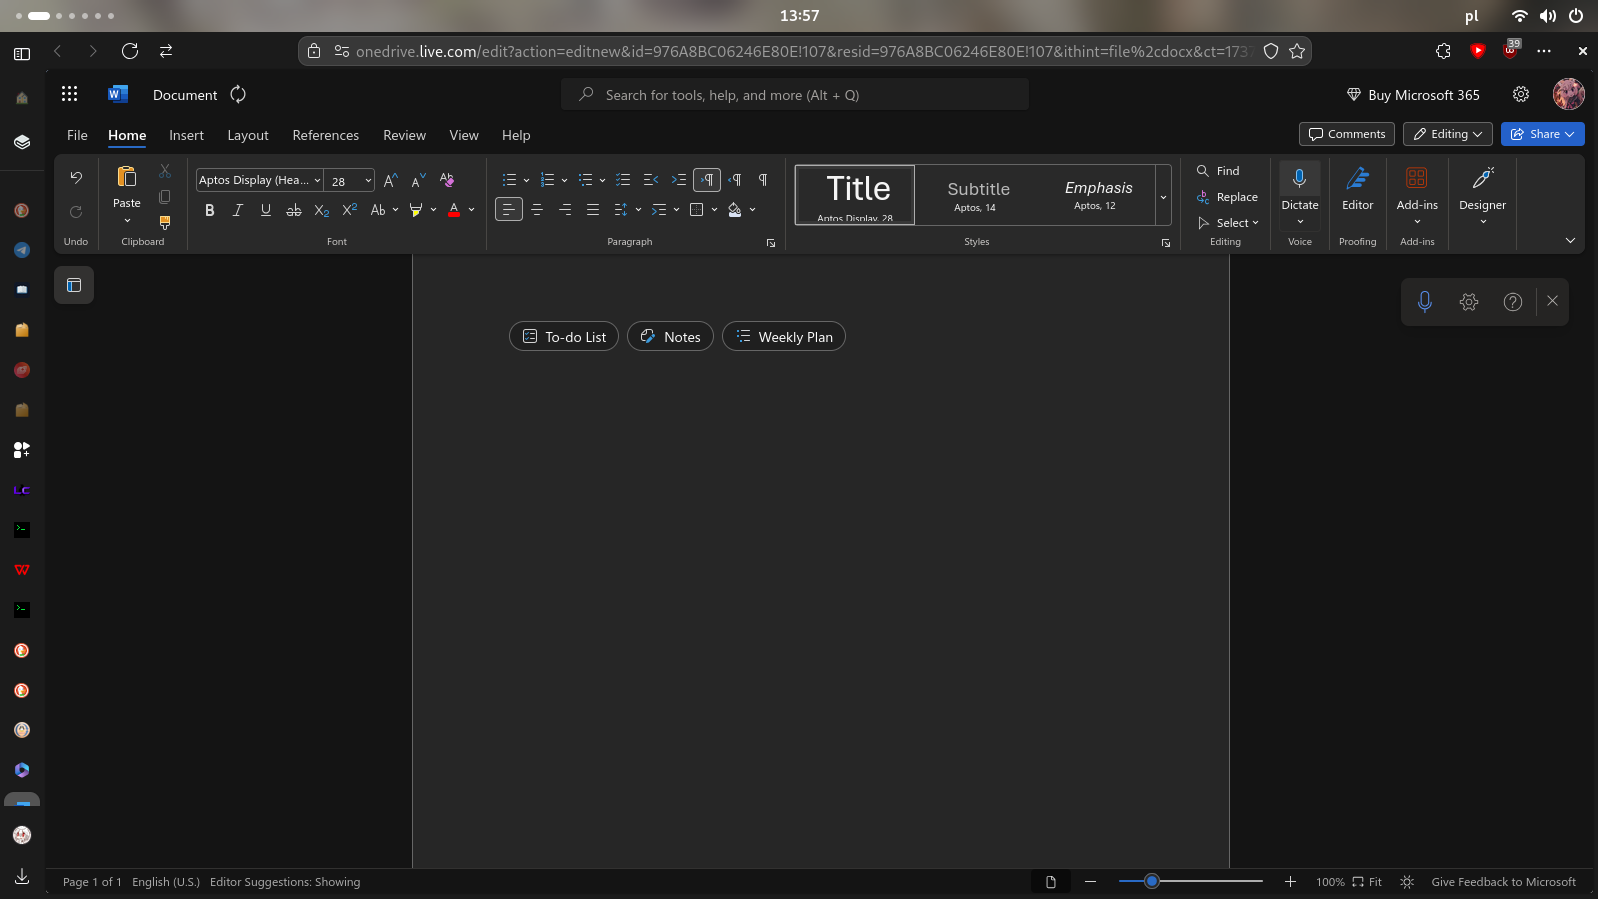 13:57
pl
onedrive.live.com/edit?action=editnew&id=976A8BC06246E80E!107&resid=976A8BC06246E80E!107&ithint=file%2cdocx&ct=1737
39
Document
Search for tools, help, and more (Alt + Q)
Buy Microsoft 365
File Home Insert Layout References Review View Help
Comments Editing Share
Paste
Aptos Display (Hea... 28
Title
Aptos Display, 28
Subtitle
Aptos, 14
Emphasis
Aptos, 12
Find
Replace
Select
Dictate
Editor
Add-ins
Designer
Undo Clipboard Font Paragraph Styles Editing Voice Proofing Add-ins
To-do List Notes Weekly Plan
LC
Page 1 of 1 English (U.S.) Editor Suggestions: Showing
100% Fit Give Feedback to Microsoft